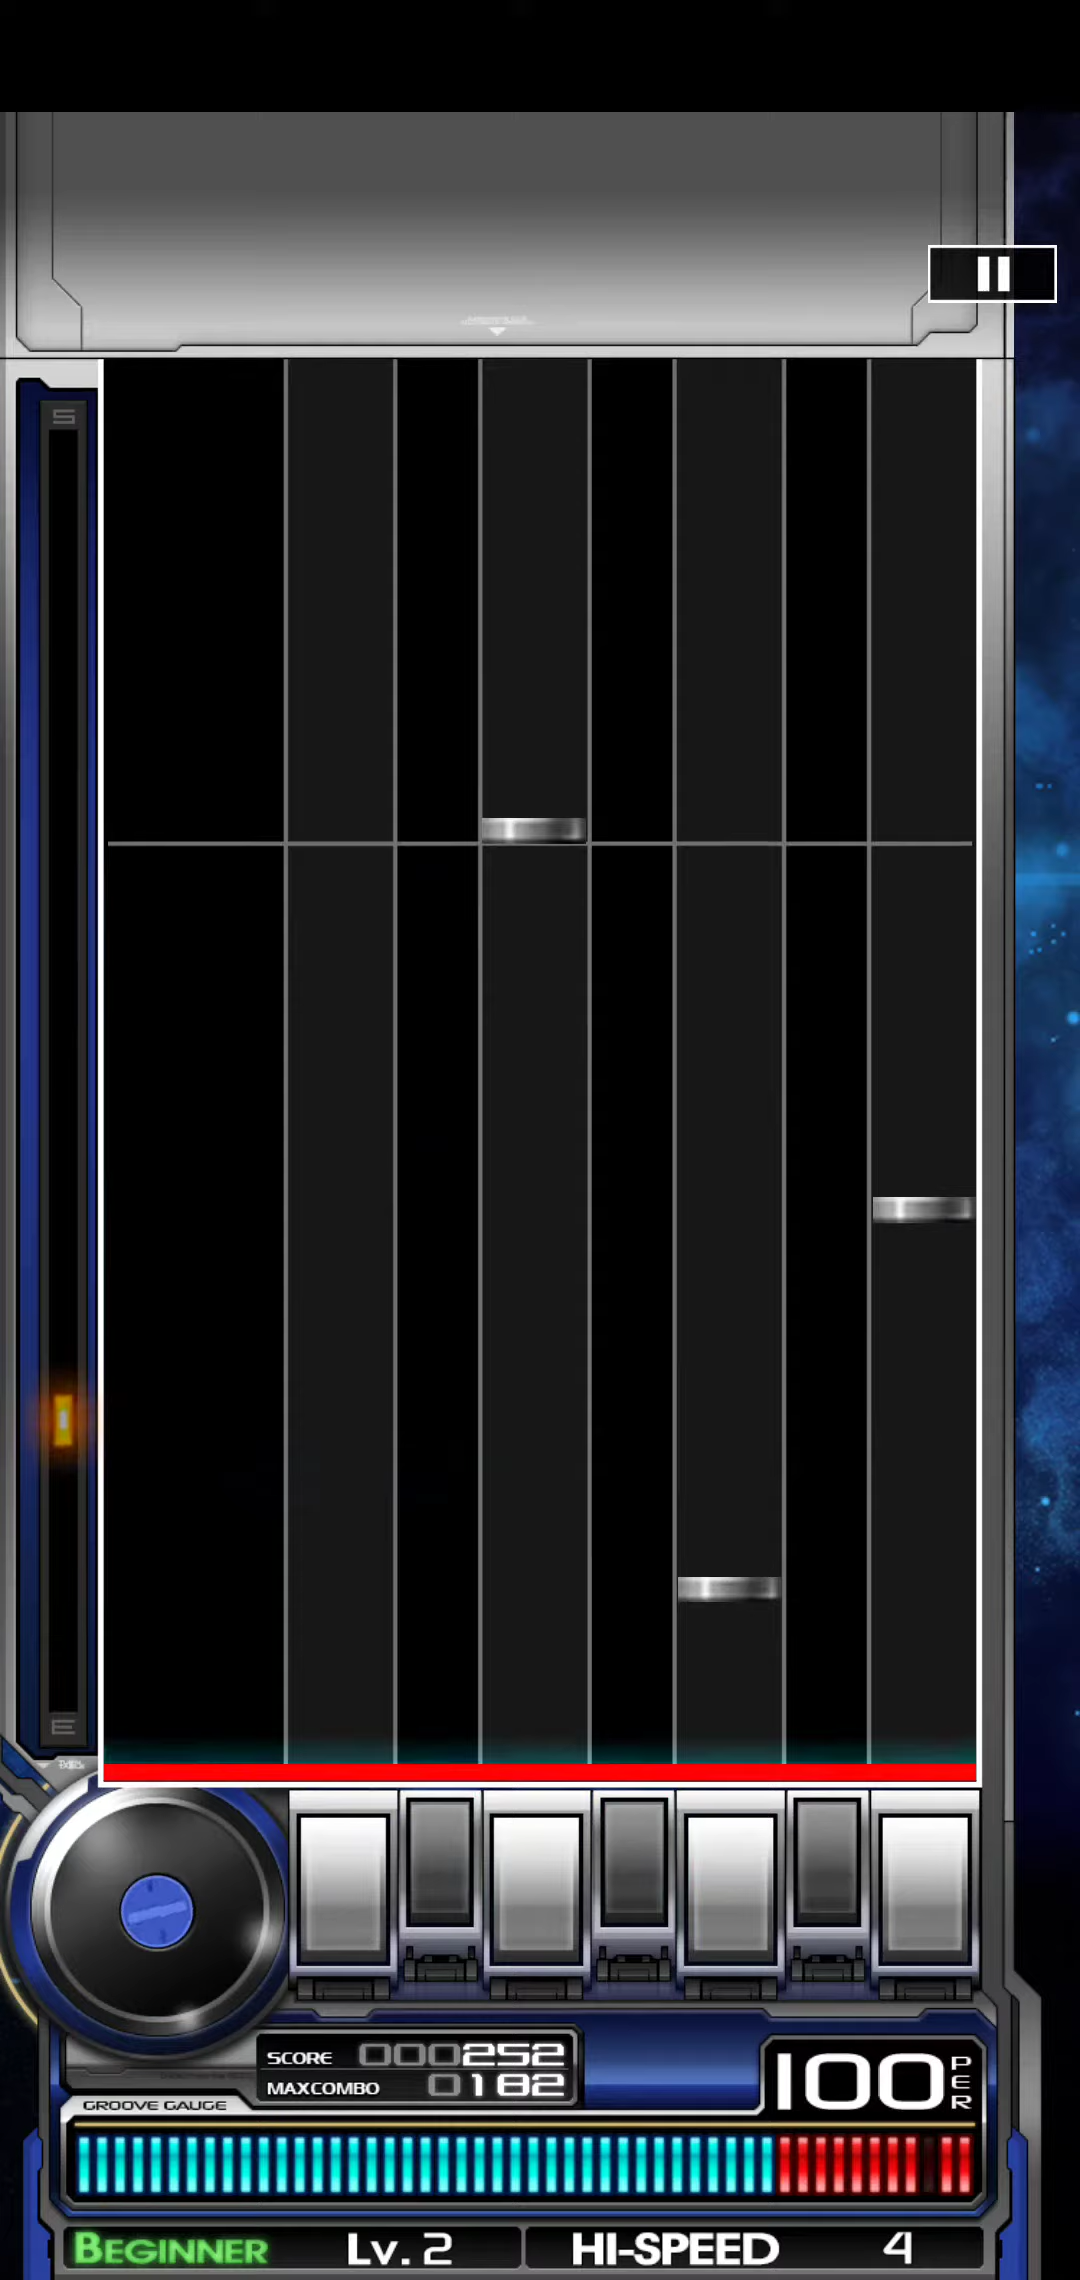 S
E
SCORE 000252
MAXCOMBO 0182
100 PER
GROOVE GAUGE
BEGINNER Lv. 2 HI-SPEED 4